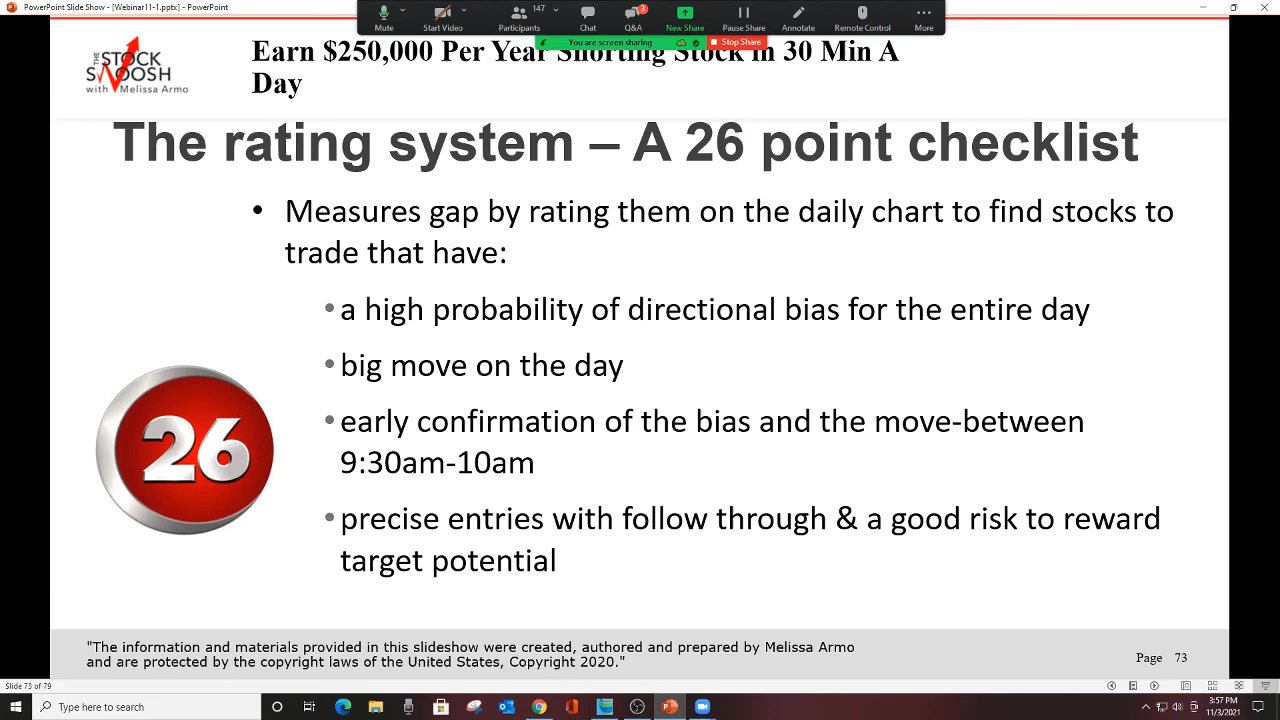 PowerPoint Slide Show - [Webinar11-1.pptx] - PowerPoint
147
3
Mute
Start Video
Participants
Chat
Q&A
New Share
Pause Share
Annotate
Remote Control
More
You are screen sharing
Stop Share
THE
STOCK
SWOOSH
with Melissa Armo
Earn $250,000 Per Year Shorting Stock in 30 Min A
Day
The rating system – A 26 point checklist
• Measures gap by rating them on the daily chart to find stocks to
trade that have:
• a high probability of directional bias for the entire day
• big move on the day
• early confirmation of the bias and the move-between
9:30am-10am
• precise entries with follow through & a good risk to reward
target potential
26
"The information and materials provided in this slideshow were created, authored and prepared by Melissa Armo
and are protected by the copyright laws of the United States, Copyright 2020."
Page 73
Slide 73 of 79
Type here to search
3:57 PM
11/3/2021